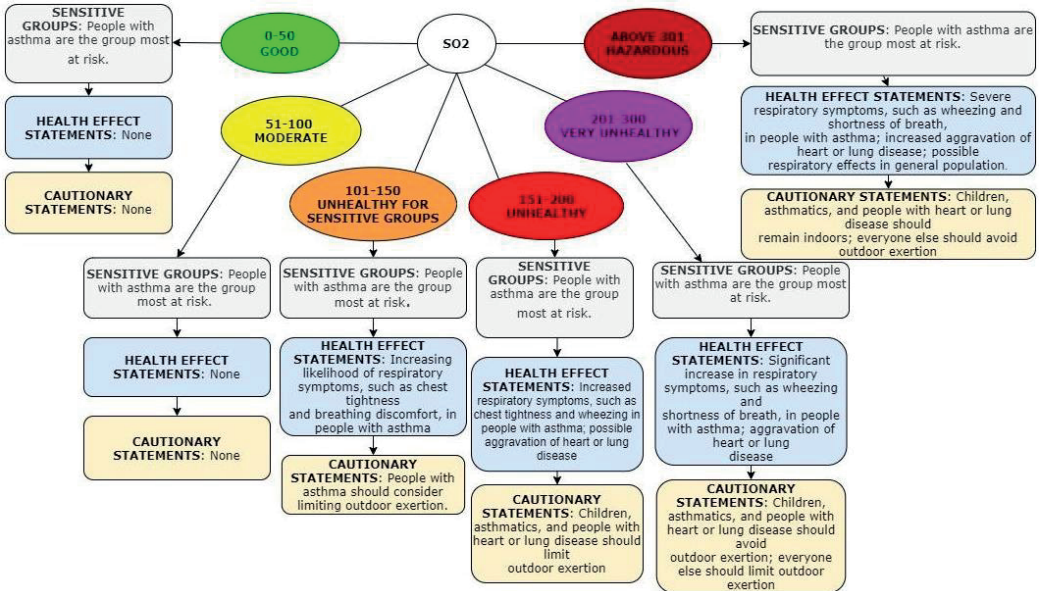 SO2
0-50
GOOD
SENSITIVE
GROUPS: People with
asthma are the group most
at risk.
HEALTH EFFECT
STATEMENTS: None
CAUTIONARY
STATEMENTS: None
51-100
MODERATE
SENSITIVE GROUPS: People
with asthma are the group
most at risk.
HEALTH EFFECT
STATEMENTS: None
CAUTIONARY
STATEMENTS: None
101-150
UNHEALTHY FOR
SENSITIVE GROUPS
SENSITIVE GROUPS: People
with asthma are the group
most at risk.
HEALTH EFFECT
STATEMENTS: Increasing
likelihood of respiratory
symptoms, such as chest
tightness
and breathing discomfort, in
people with asthma
CAUTIONARY
STATEMENTS: People with
asthma should consider
limiting outdoor exertion.
151-200
UNHEALTHY
SENSITIVE
GROUPS: People with
asthma are the group
most at risk.
HEALTH EFFECT
STATEMENTS: Increased
respiratory symptoms, such as
chest tightness and wheezing in
people with asthma; possible
aggravation of heart or lung
disease
CAUTIONARY
STATEMENTS: Children,
asthmatics, and people with
heart or lung disease should
limit
outdoor exertion
201-300
VERY UNHEALTHY
SENSITIVE GROUPS: People
with asthma are the group most
at risk.
HEALTH EFFECT
STATEMENTS: Significant
increase in respiratory
symptoms, such as wheezing
and
shortness of breath, in people
with asthma; aggravation of
heart or lung
disease
CAUTIONARY
STATEMENTS: Children,
asthmatics, and people with
heart or lung disease should
avoid
outdoor exertion; everyone
else should limit outdoor
exertion
ABOVE 301
HAZARDOUS
SENSITIVE GROUPS: People with asthma are
the group most at risk.
HEALTH EFFECT STATEMENTS: Severe
respiratory symptoms, such as wheezing and
shortness of breath,
in people with asthma; increased aggravation of
heart or lung disease; possible
respiratory effects in general population.
CAUTIONARY STATEMENTS: Children,
asthmatics, and people with heart or lung
disease should
remain indoors; everyone else should avoid
outdoor exertion